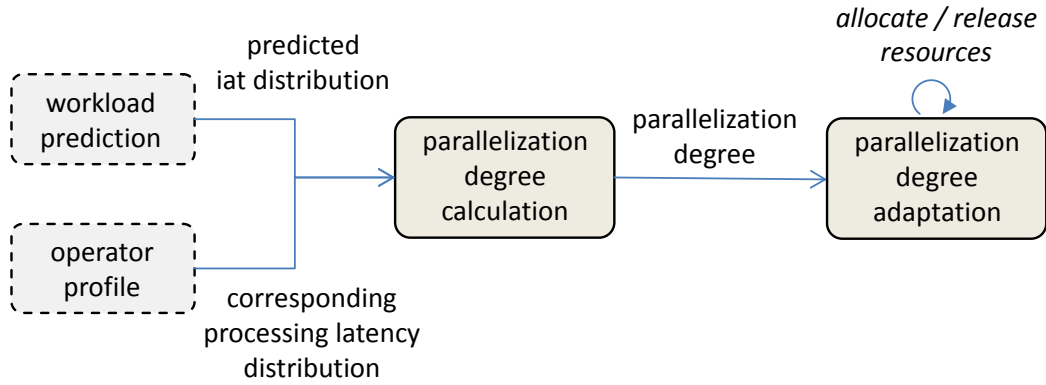 predicted
iat distribution
workload
prediction
operator
profile
corresponding
processing latency
distribution
parallelization
degree
calculation
parallelization
degree
allocate / release
resources
parallelization
degree
adaptation